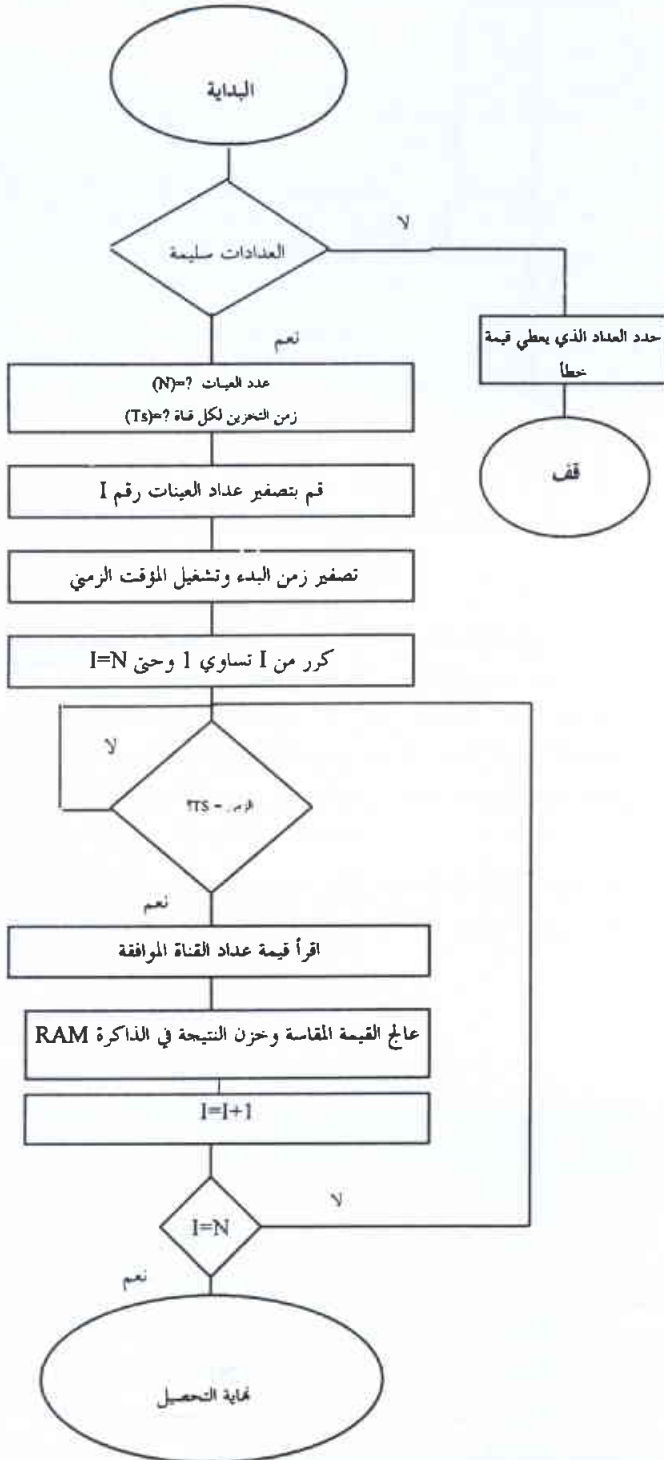 البداية
العدادات سليمة
لا
نعم
حدد العداد الذي يعطي قيمة
خطأ
قف
عدد العينات ?=(N)
زمن التخزين لكل قناة ?=(Ts)
قم بتصفير عداد العينات رقم I
تصفير زمن البدء وتشغيل المؤقت الزمني
كرر من I تساوي 1 وحتى I=N
لا
الزمن = TS؟
نعم
اقرأ قيمة عداد القناة الموافقة
عالج القيمة المقاسة وخزن النتيجة في الذاكرة RAM
I=I+1
لا
I=N
نعم
نهاية التحصيل